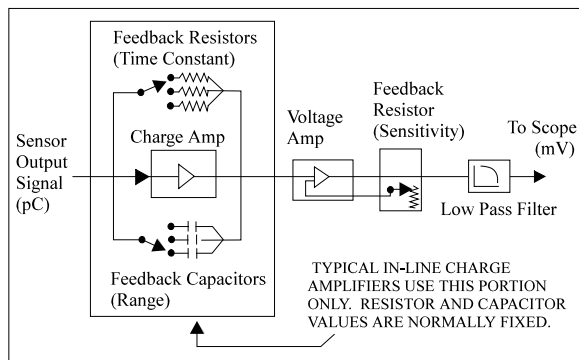 Feedback Resistors
(Time Constant)
Charge Amp
Sensor
Output
Signal
(pC)
Feedback Capacitors
(Range)
Voltage
Amp
Feedback
Resistor
(Sensitivity)
To Scope
(mV)
Low Pass Filter
TYPICAL IN-LINE CHARGE
AMPLIFIERS USE THIS PORTION
ONLY. RESISTOR AND CAPACITOR
VALUES ARE NORMALLY FIXED.